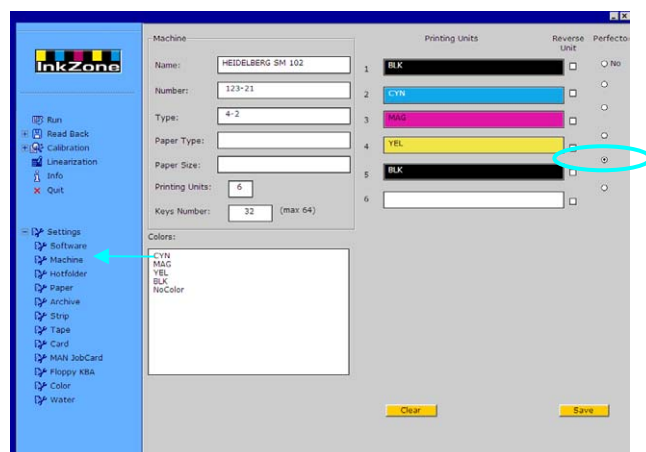 InkZone
Run
Read Back
Calibration
Linearization
Info
Quit
Settings
Software
Machine
Hotfolder
Paper
Archive
Strip
Tape
Card
MAN JobCard
Floppy KBA
Color
Water
Machine
Name: HEIDELBERG SM 102
Number: 123-21
Type: 4-2
Paper Type:
Paper Size:
Printing Units: 6
Keys Number: 32 (max 64)
Colors:
CYN
MAG
YEL
BLK
NoColor
Printing Units Reverse Unit Perfecto
1 BLK No
2 CYN
3 MAG
4 YEL
5 BLK
6
Clear Save